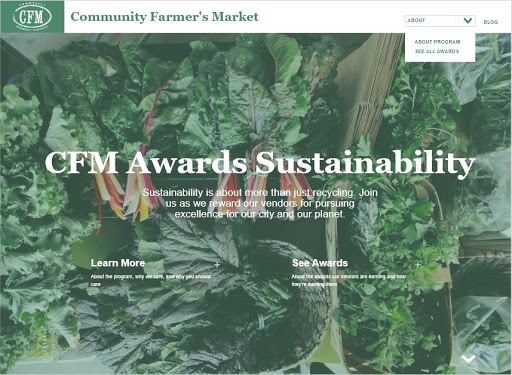 CFM
Community Farmer's Market
ABOUT
BLOG
ABOUT PROGRAM
SEE ALL AWARDS
CFM Awards Sustainability
Sustainability is about more than just recycling. Join
us as we reward our vendors for pursuing
excellence for our city and our planet.
Learn More
+
About the program, why we care, and why you should
care
See Awards
+
About the awards our vendors are earning and how
they're earning them